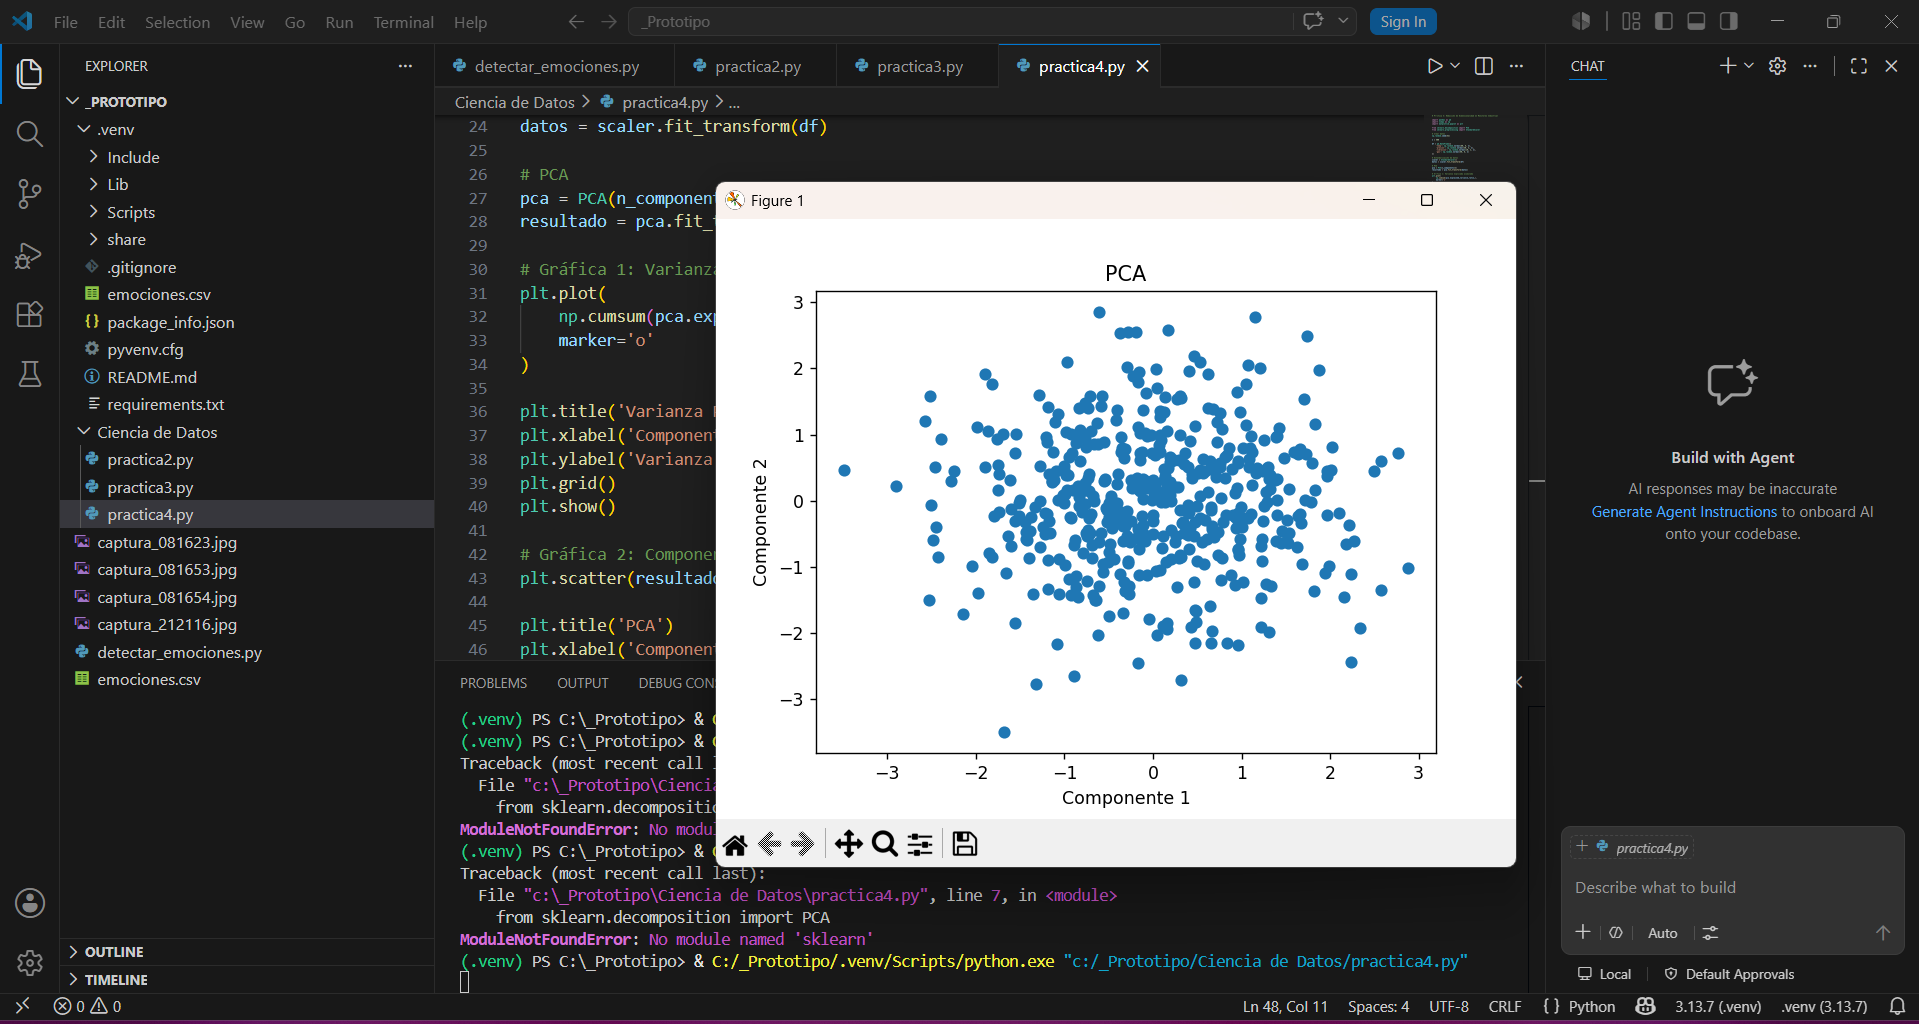 File Edit Selection View Go Run Terminal Help
_Prototipo
Sign In
EXPLORER
_PROTOTIPO
.venv
Include
Lib
Scripts
share
.gitignore
emociones.csv
package_info.json
pyvenv.cfg
README.md
requirements.txt
Ciencia de Datos
practica2.py
practica3.py
practica4.py
captura_081623.jpg
captura_081653.jpg
captura_081654.jpg
captura_212116.jpg
detectar_emociones.py
emociones.csv
OUTLINE
TIMELINE
detectar_emociones.py practica2.py practica3.py practica4.py
Ciencia de Datos > practica4.py > ...
24 datos = scaler.fit_transform(df)
25
26 # PCA
27 pca = PCA(n_component
28 resultado = pca.fit_
29
30 # Gráfica 1: Varianz
31 plt.plot(
32 np.cumsum(pca.exp
33 marker='o'
34 )
35
36 plt.title('Varianza
37 plt.xlabel('Componen
38 plt.ylabel('Varianza
39 plt.grid()
40 plt.show()
41
42 # Gráfica 2: Compone
43 plt.scatter(resultad
44
45 plt.title('PCA')
46 plt.xlabel('Componen
Figure 1
PCA
3
2
1
0
−1
−2
−3
Componente 2
−3 −2 −1 0 1 2 3
Componente 1
PROBLEMS OUTPUT DEBUG CON
(.venv) PS C:\_Prototipo> &
(.venv) PS C:\_Prototipo> &
Traceback (most recent call
File "c:\_Prototipo\Cienci
from sklearn.decompositi
ModuleNotFoundError: No modu
(.venv) PS C:\_Prototipo> &
Traceback (most recent call last):
File "c:\_Prototipo\Ciencia de Datos\practica4.py", line 7, in <module>
from sklearn.decomposition import PCA
ModuleNotFoundError: No module named 'sklearn'
(.venv) PS C:\_Prototipo> & C:/_Prototipo/.venv/Scripts/python.exe "c:/_Prototipo/Ciencia de Datos/practica4.py"
CHAT
Build with Agent
AI responses may be inaccurate
Generate Agent Instructions to onboard AI
onto your codebase.
practica4.py
Describe what to build
Auto
Local Default Approvals
0 0 Ln 48, Col 11 Spaces: 4 UTF-8 CRLF {} Python 3.13.7 (.venv) .venv (3.13.7)